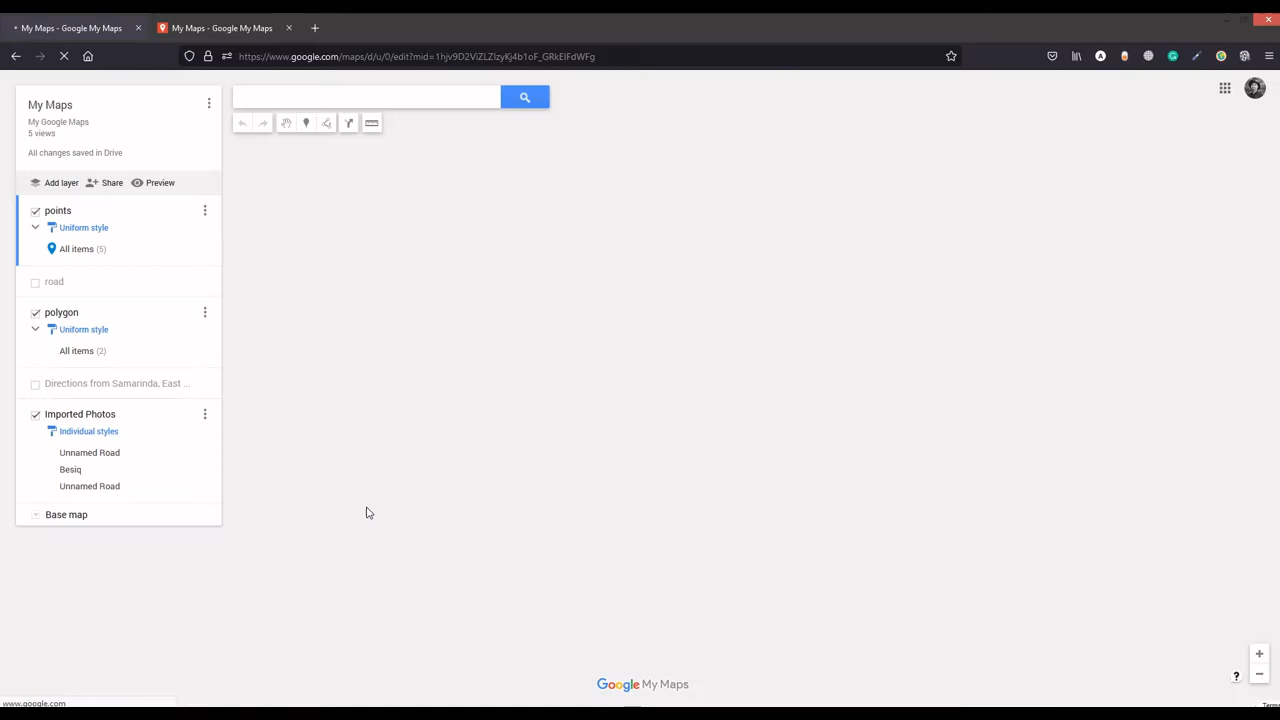 My Maps - Google My Maps
My Maps - Google My Maps
https://www.google.com/maps/d/u/0/edit?mid=1hjv9D2ViZLZIzyKj4b1oF_GRkElFdWFg
My Maps
My Google Maps
5 views
All changes saved in Drive
Add layer Share Preview
points
Uniform style
All items (5)
road
polygon
Uniform style
All items (2)
Directions from Samarinda, East ...
Imported Photos
Individual styles
Unnamed Road
Besiq
Unnamed Road
Base map
Google My Maps
?
www.google.com